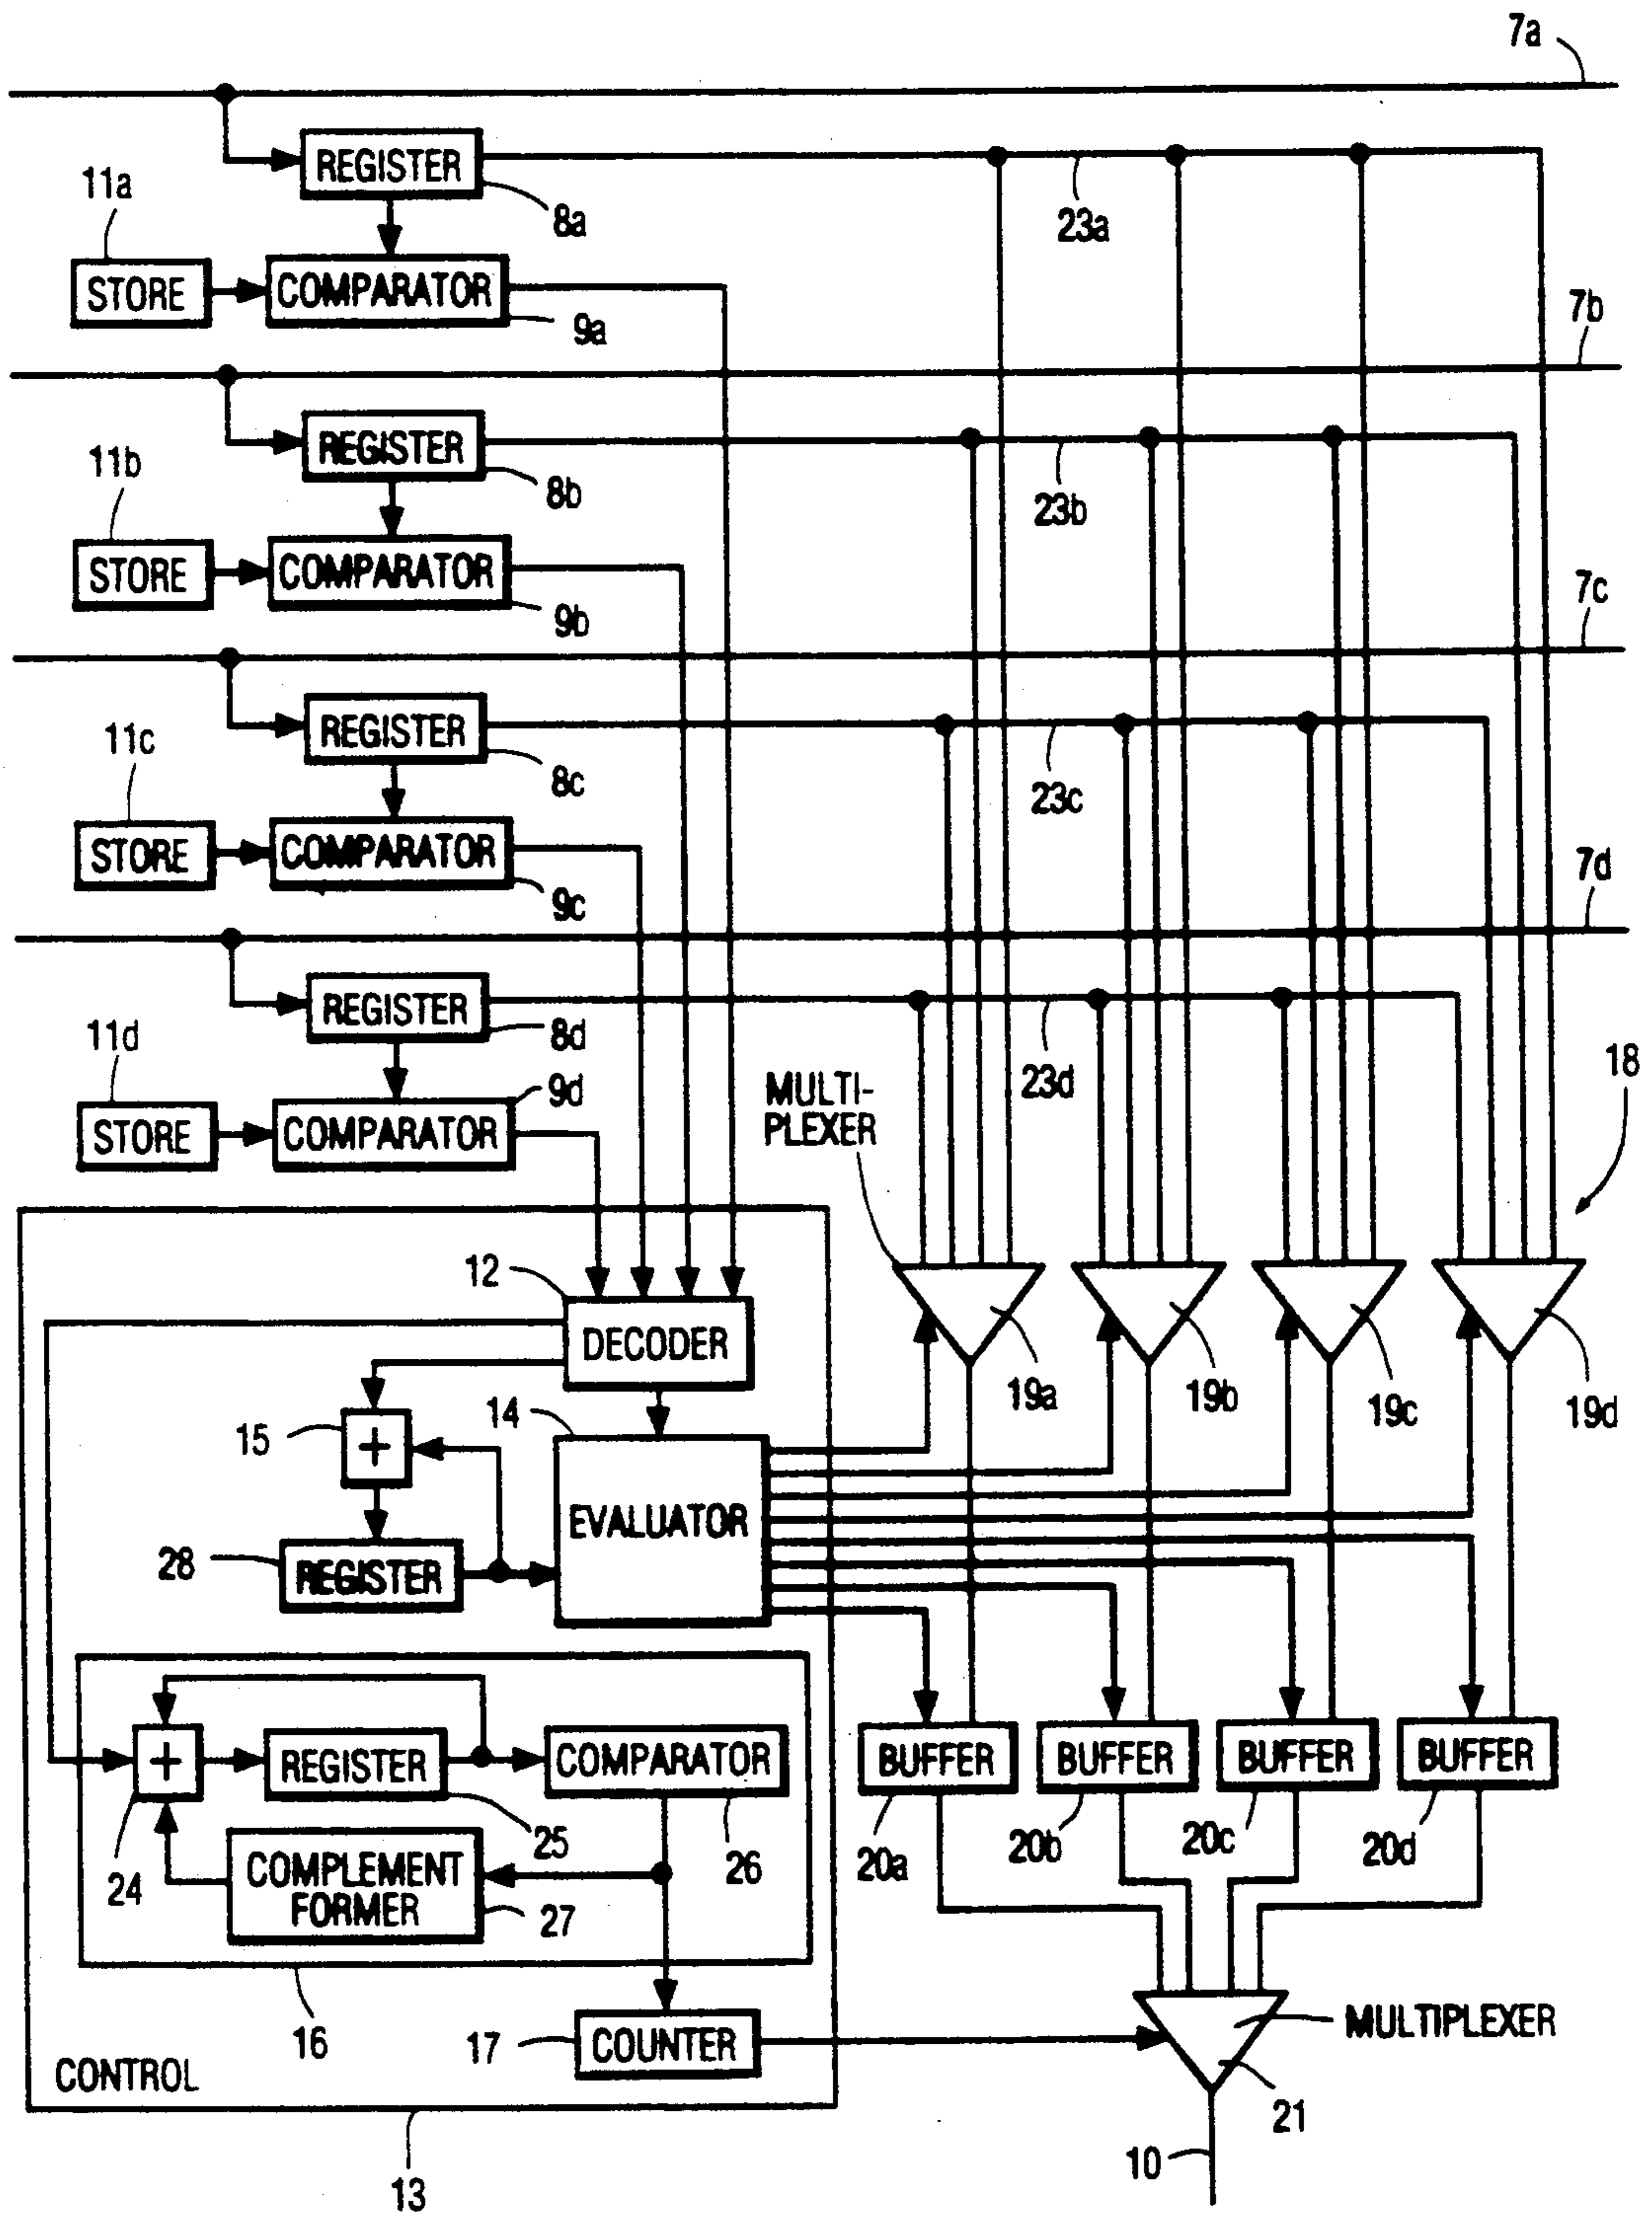 7a
REGISTER
11a
8a
23a
STORE
COMPARATOR
9a
7b
REGISTER
11b
8b
23b
STORE
COMPARATOR
9b
7c
REGISTER
11c
8c
23c
STORE
COMPARATOR
9c
7d
REGISTER
11d
8d
23d
18
MULTI-
PLEXER
9d
STORE
COMPARATOR
12
DECODER
19a
19b
19c
19d
14
15
+
EVALUATOR
28
REGISTER
+
REGISTER
COMPARATOR
BUFFER
BUFFER
BUFFER
BUFFER
24
25
26
20a
20b
20c
20d
COMPLEMENT
FORMER
27
16
17
COUNTER
MULTIPLEXER
CONTROL
21
10
13